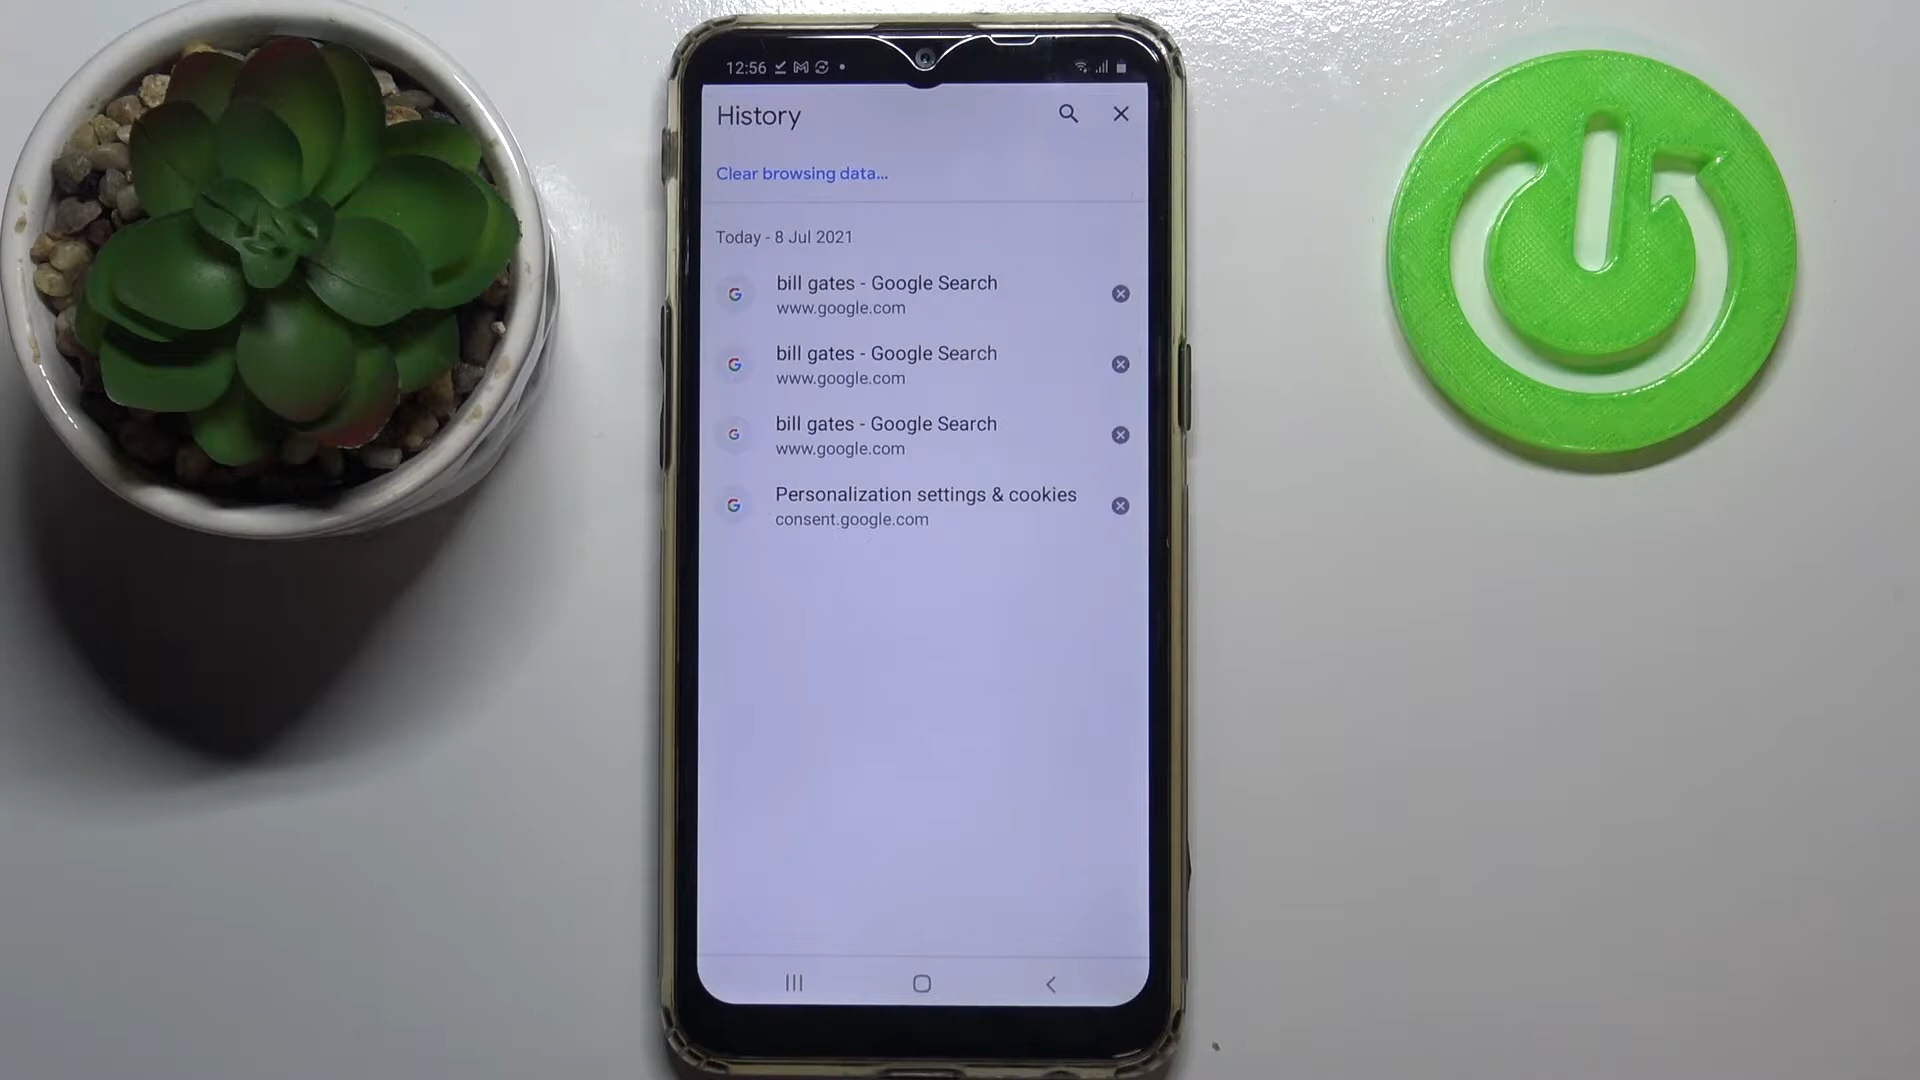 12:56
History
Clear browsing data...
Today - 8 Jul 2021
bill gates - Google Search
www.google.com
bill gates - Google Search
www.google.com
bill gates - Google Search
www.google.com
Personalization settings & cookies
consent.google.com